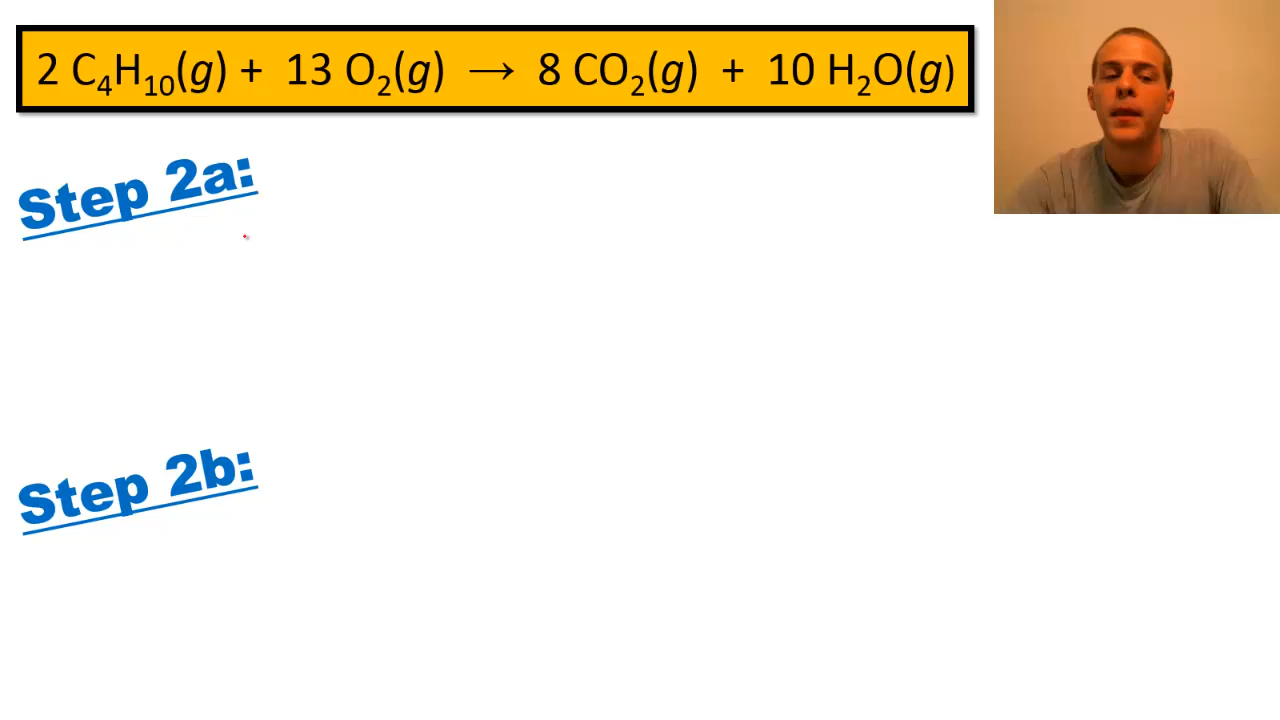 2 C₄H₁₀(g) + 13 O₂(g) → 8 CO₂(g) + 10 H₂O(g)
Step 2a:
Step 2b: